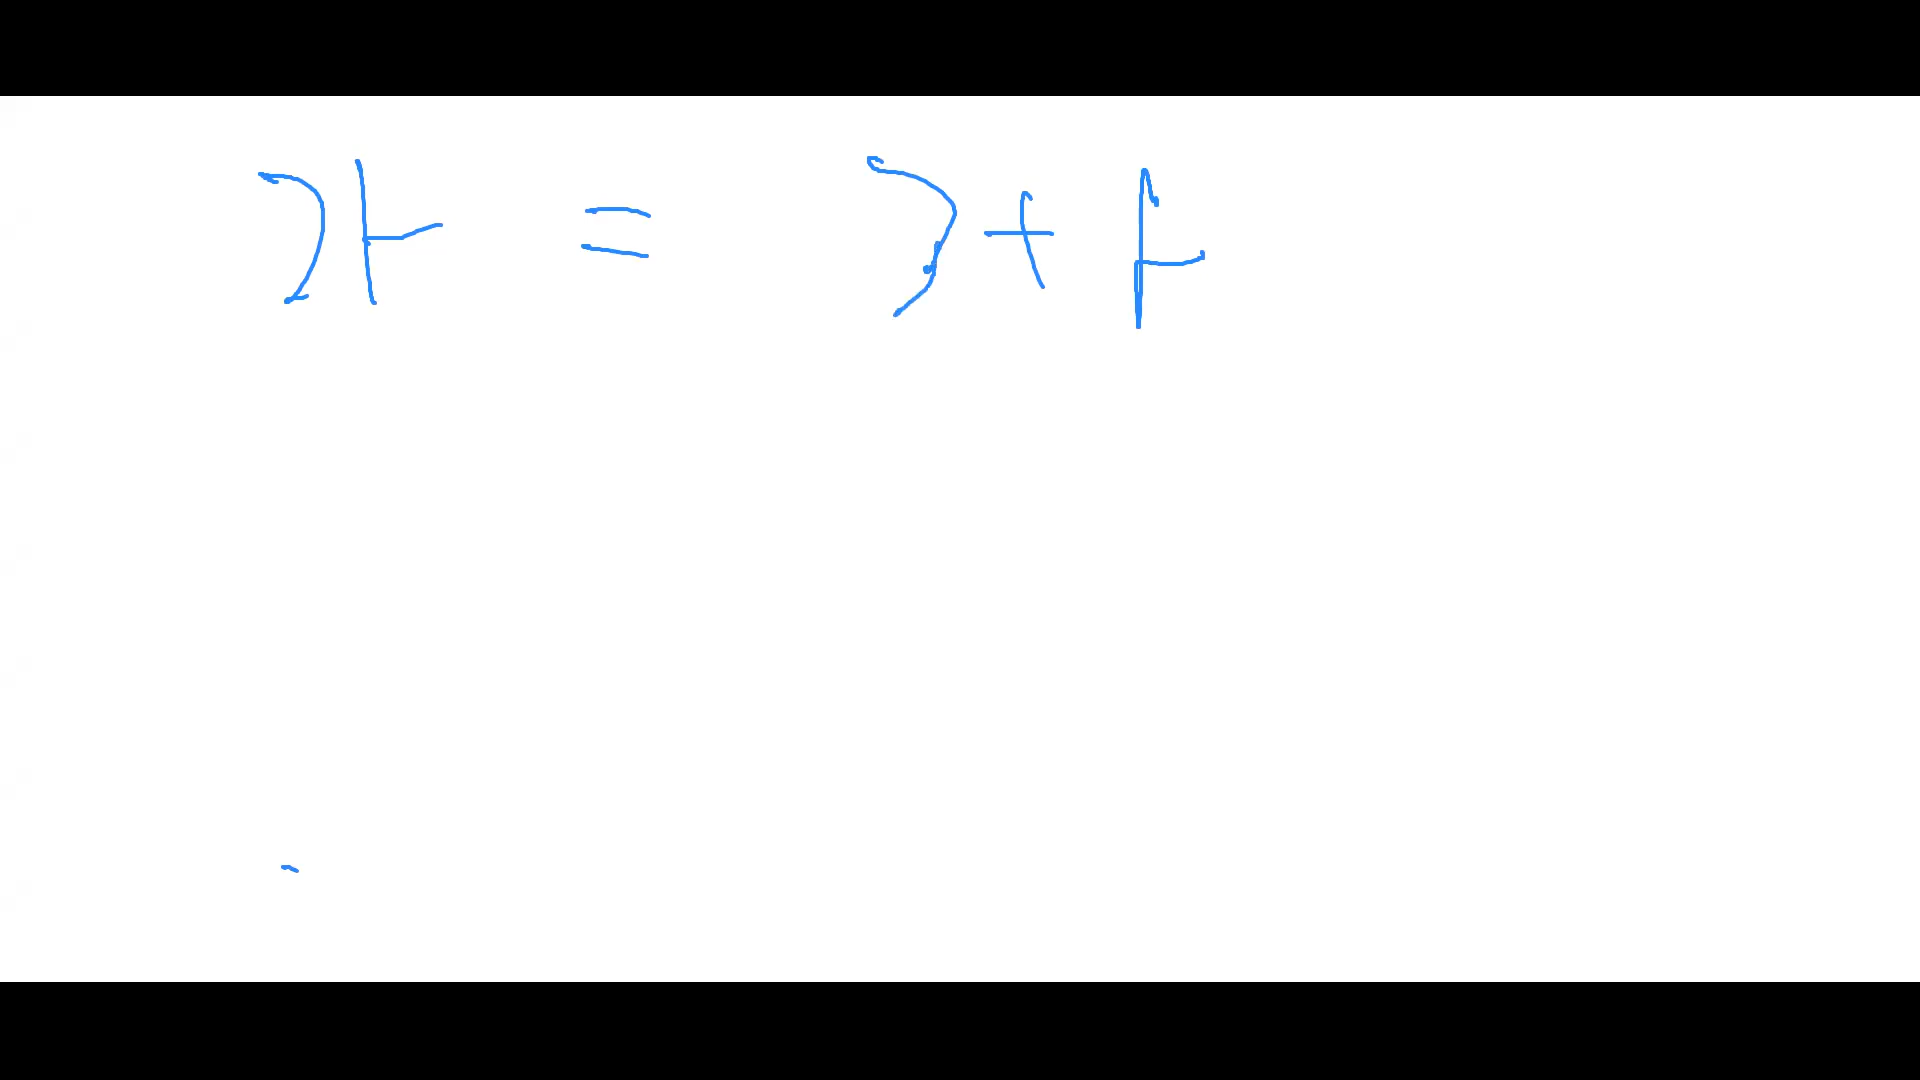 가 = ㄱ + ㅏ